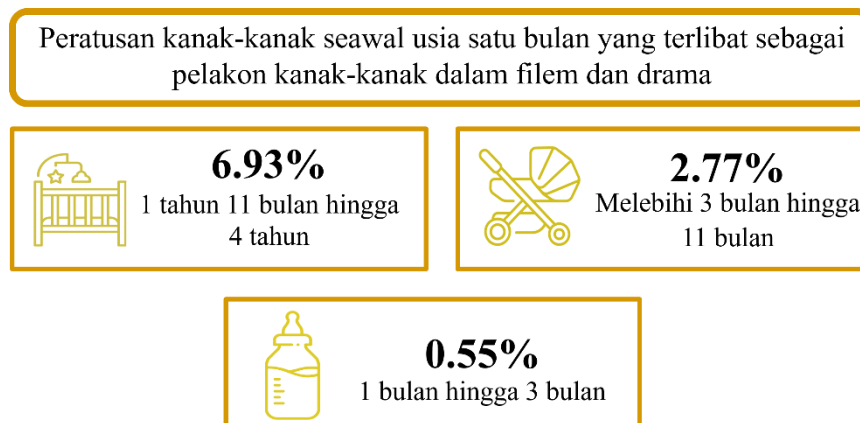 Peratusan kanak-kanak seawal usia satu bulan yang terlibat sebagai
pelakon kanak-kanak dalam filem dan drama
6.93%
1 tahun 11 bulan hingga
4 tahun
2.77%
Melebihi 3 bulan hingga
11 bulan
0.55%
1 bulan hingga 3 bulan